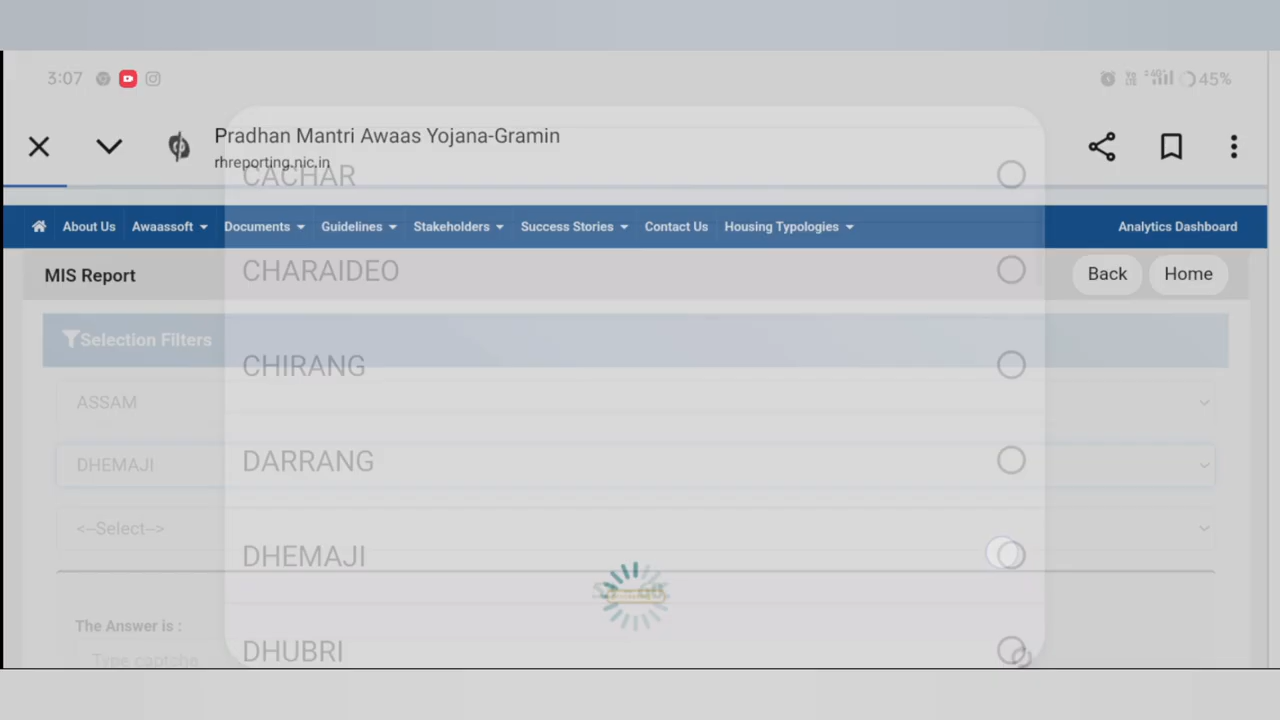 3:07
45%
Pradhan Mantri Awaas Yojana-Gramin
rhreporting.nic.in
CACHAR
About Us Awaassoft Documents Guidelines Stakeholders Success Stories Contact Us Housing Typologies Analytics Dashboard
CHARAIDEO
MIS Report Back Home
Selection Filters
CHIRANG
ASSAM
DARRANG
DHEMAJI
<--Select-->
DHEMAJI
The Answer is :
DHUBRI
Type captcha